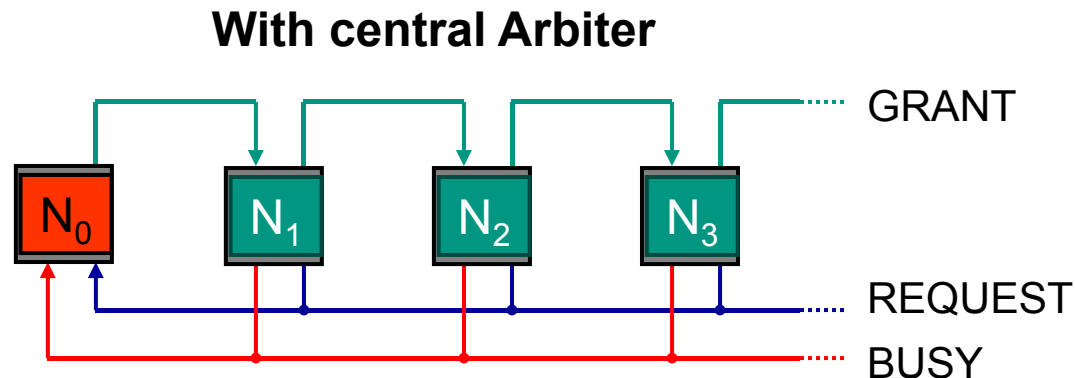 With central Arbiter
GRANT
N₀ N₁ N₂ N₃
REQUEST
BUSY